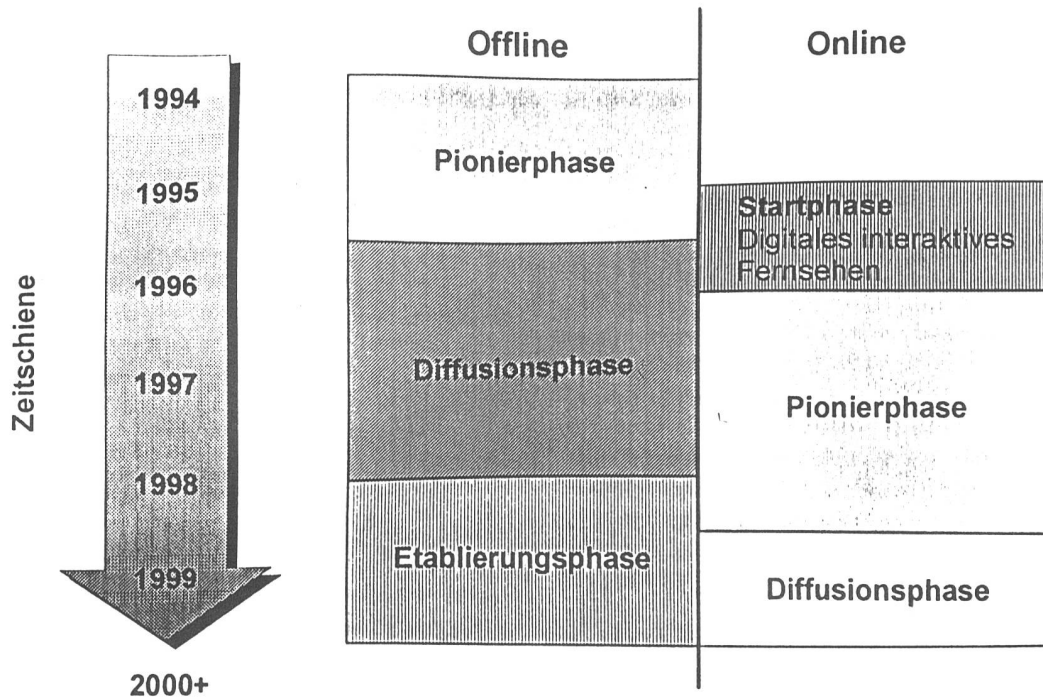 Offline
Online
Zeitschiene
1994
1995
1996
1997
1998
1999
2000+
Pionierphase
Diffusionsphase
Etablierungsphase
Startphase
Digitales interaktives
Fernsehen
Pionierphase
Diffusionsphase